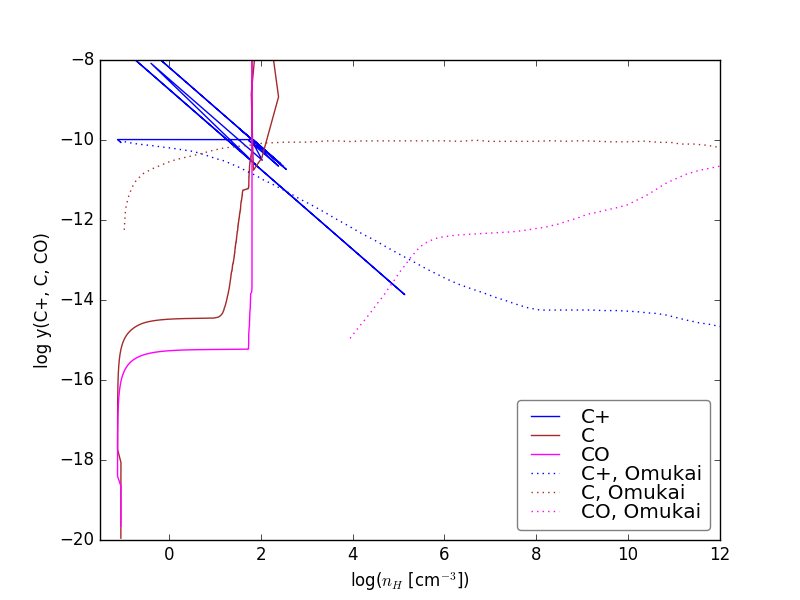 −8
−10
−12
−14
−16
−18
−20
log y(C+, C, CO)
C+
C
CO
C+, Omukai
C, Omukai
CO, Omukai
0 2 4 6 8 10 12
log(n_H [cm⁻³])